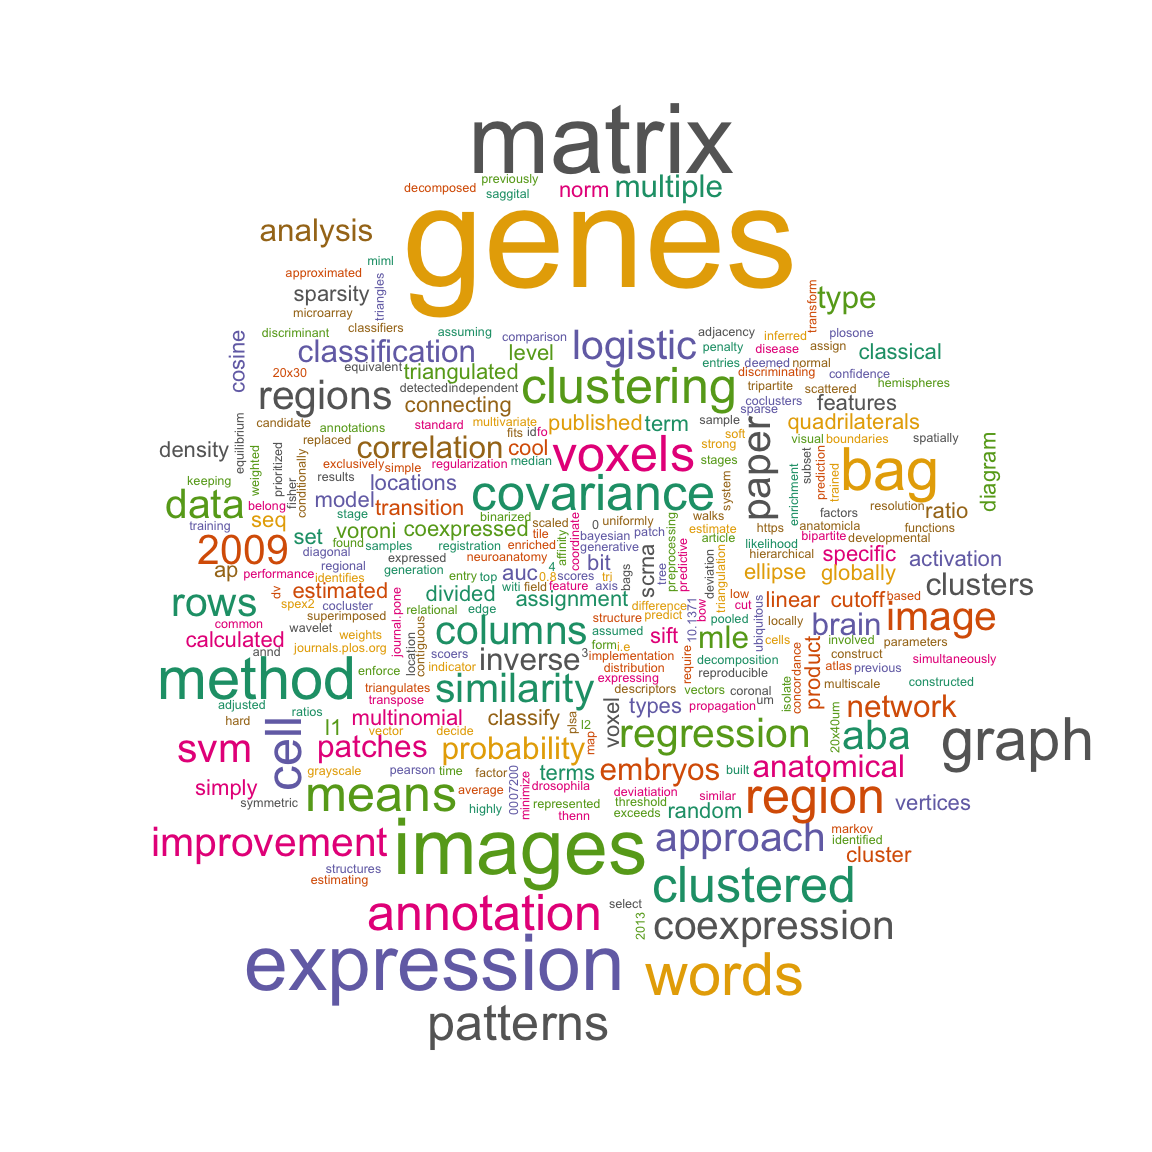 matrix
previously
decomposed
saggital
norm
multiple
genes
analysis
miml
approximated
triangles
sparsity
microarray
transform
type
discriminant
classifiers
assuming
comparison
logistic
adjacency
inferred
plosone
cosine
classification
level
penalty
disease
assign
classical
equivalent
triangulated
entries
deemed
normal
20x30
discriminating
confidence
regions
detected
independent
clustering
tripartite
scattered
hemispheres
connecting
coclusters
features
candidate
annotations
standard
multivariate
published
term
sample
sparse
quadrilaterals
equilibrium
density
replaced
correlation
fits
idfo
cool
voxels
strong
soft
paper
visual
boundaries
spatially
diagram
weighted
prioritized
fisher
conditionally
exclusively
simple
regularization
median
stages
bag
keeping
results
locations
covariance
system
enrichment
subset
prediction
trained
data
belong
model
transition
resolution
ratio
training
seq
stage
binarized
scaled
0
uniformly
walks
factors
functions
2009
set
voroni
coexpressed
tile
bayesian
patch
estimate
https
anatomicla
diagonal
found
samples
registration
enriched
affinity
coordinate
generative
preprocessing
article
likelihood
bipartite
developmental
regional
expressed
neuroanatomy
4
bit
scrna
tree
predictive
deviation
triangulation
hierarchical
specific
activation
ap
performance
identifies
generation
entry
top
auc
0.8
scores
trj
bags
ellipse
globally
clusters
dv
estimated
divided
witi
field
feature
axis
low
rows
spex2
cocluster
relational
edge
assignment
difference
bow
cut
linear
cutoff
based
common
superimposed
journal.pone
structure
predict
10.1371
pooled
ubiquitous
locally
image
calculated
wavelet
weights
contiguous
columns
assumed
sift
mle
brain
cells
involved
parameters
annd
journals.plos.org
location
scoers
form
i.e
construct
method
enforce
indicator
inverse
3
implementation
require
decomposition
concordance
product
atlas
previous
simultaneously
triangulates
similarity
distribution
reproducible
expressing
adjusted
transpose
descriptors
vectors
coronal
isolate
multiscale
constructed
hard
ratios
l1
multinomial
classify
plsa
l2
voxel
types
propagation
um
network
cell
vector
decide
map
regression
20x40um
aba
graph
svm
patches
probability
grayscale
pearson
time
factor
terms
embryos
built
anatomical
simply
0007200
minimize
drosophila
symmetric
means
average
deviatiation
similar
region
vertices
highly
represented
threshold
random
thenn
exceeds
improvement
images
approach
markov
identified
structures
cluster
estimating
clustered
annotation
select
2013
coexpression
expression
words
patterns